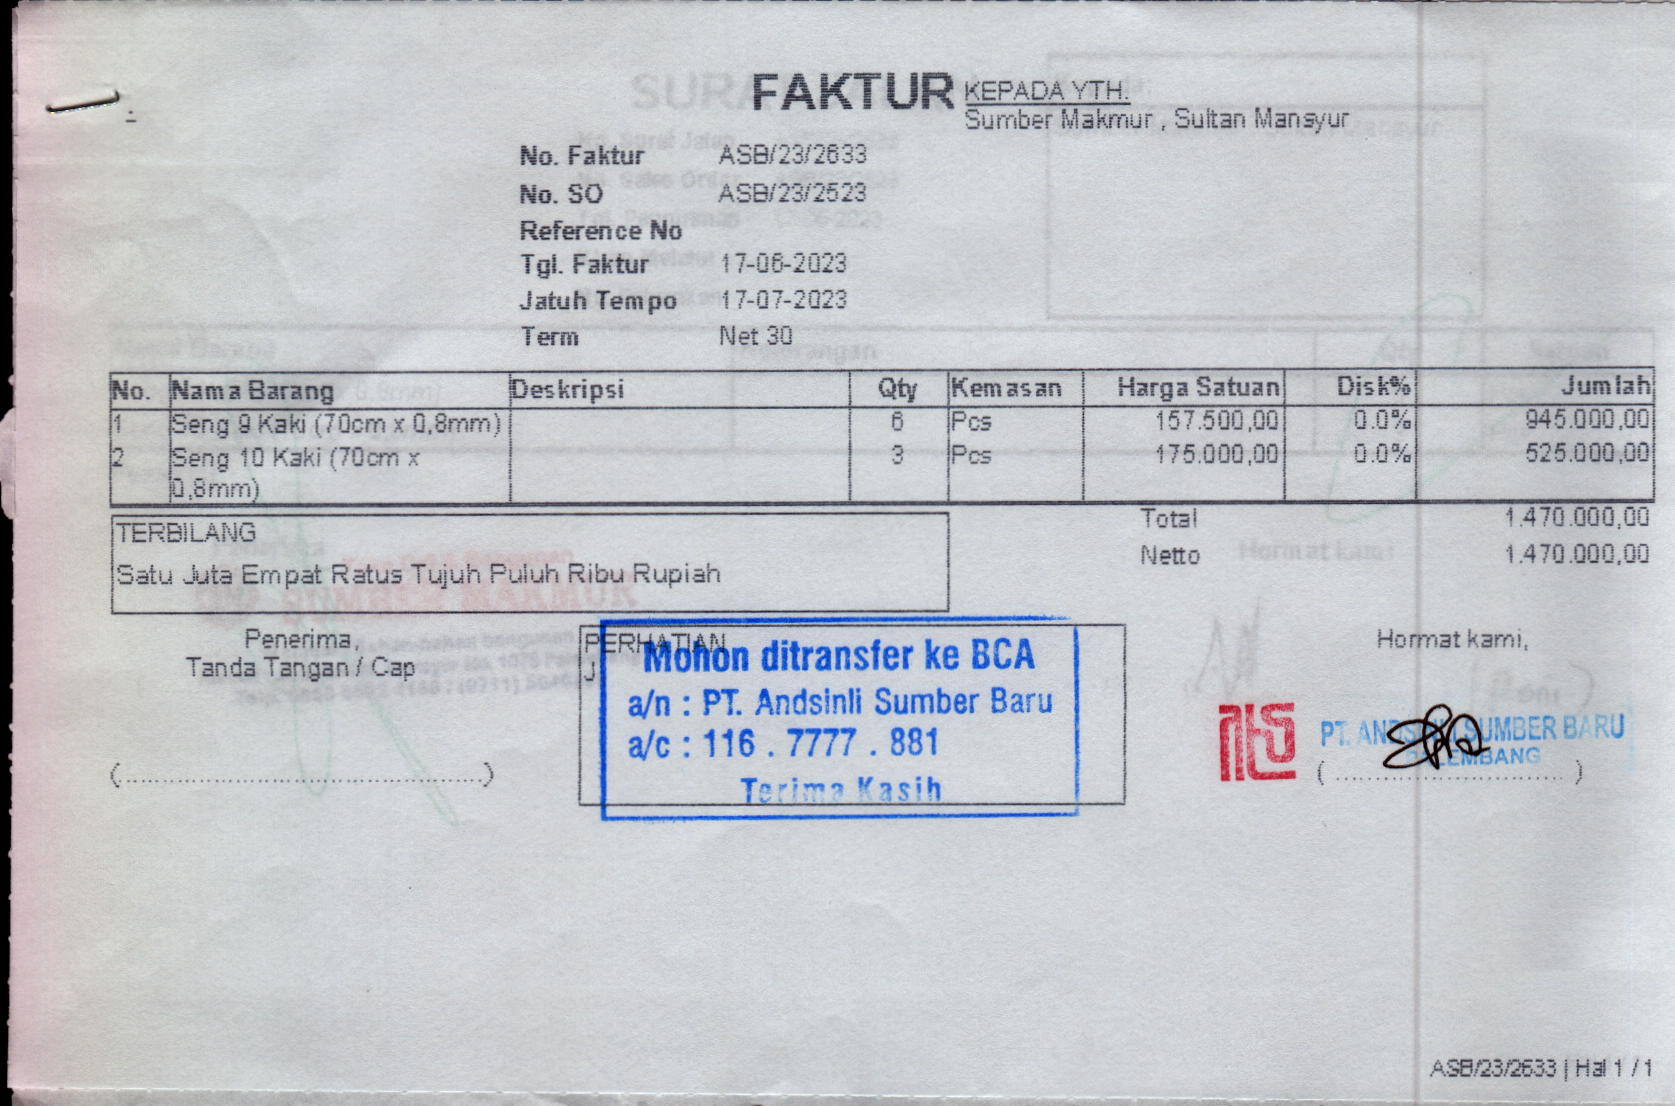 FAKTUR
KEPADA YTH.
Sumber Makmur , Sultan Mansyur
No. Faktur ASB/23/2633
No. SO ASB/23/2523
Reference No
Tgl. Faktur 17-06-2023
Jatuh Tempo 17-07-2023
Term Net 30
No. Nama Barang Deskripsi Qty Kemasan Harga Satuan Disk% Jumlah
1 Seng 9 Kaki (70cm x 0,8mm) 6 Pcs 157.500,00 0.0% 945.000,00
2 Seng 10 Kaki (70cm x 3 Pcs 175.000,00 0.0% 525.000,00
0,8mm)
Total 1.470.000,00
Netto 1.470.000,00
TERBILANG
Satu Juta Empat Ratus Tujuh Puluh Ribu Rupiah
Penerima,
Tanda Tangan / Cap
(....................................................)
PERHATIAN
Mohon ditransfer ke BCA
a/n : PT. Andsinli Sumber Baru
a/c : 116 . 7777 . 881
Terima Kasih
Hormat kami,
PT. ANDSINLI SUMBER BARU
PALEMBANG
( ................................. )
ASB/23/2633 | Hal 1 / 1